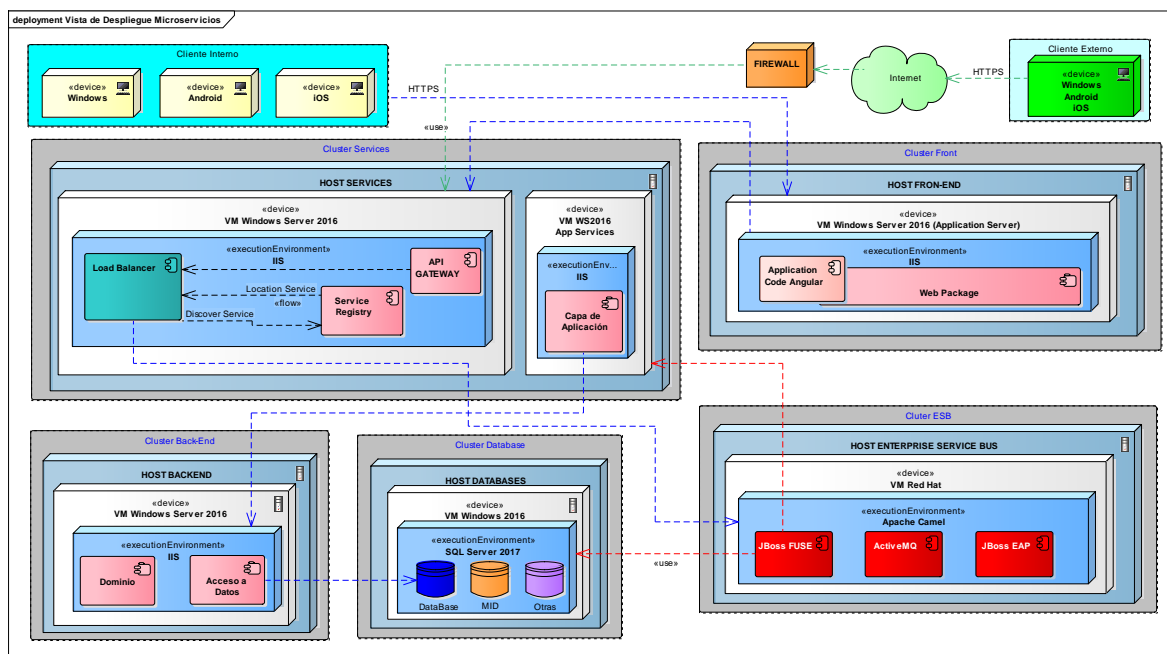 deployment Vista de Despliegue Microservicios
Cliente Interno
«device»
Windows
«device»
Android
«device»
iOS
HTTPS
FIREWALL
Internet
HTTPS
Cliente Externo
«device»
Windows
Android
iOS
«use»
Cluster Services
HOST SERVICES
«device»
VM Windows Server 2016
«executionEnvironment»
IIS
Load Balancer
API
GATEWAY
Location Service
«flow»
Service
Registry
Discover Service
«device»
VM WS2016
App Services
«executionEnv...
IIS
Capa de
Aplicación
Cluster Front
HOST FRON-END
«device»
VM Windows Server 2016 (Application Server)
«executionEnvironment»
IIS
Application
Code Angular
Web Package
Cluster Back-End
HOST BACKEND
«device»
VM Windows Server 2016
«executionEnvironment»
IIS
Dominio
Acceso a
Datos
Cluster Database
HOST DATABASES
«device»
VM Windows 2016
«executionEnvironment»
SQL Server 2017
DataBase
MID
Otras
«use»
Cluter ESB
HOST ENTERPRISE SERVICE BUS
«device»
VM Red Hat
«executionEnvironment»
Apache Camel
JBoss FUSE
ActiveMQ
JBoss EAP